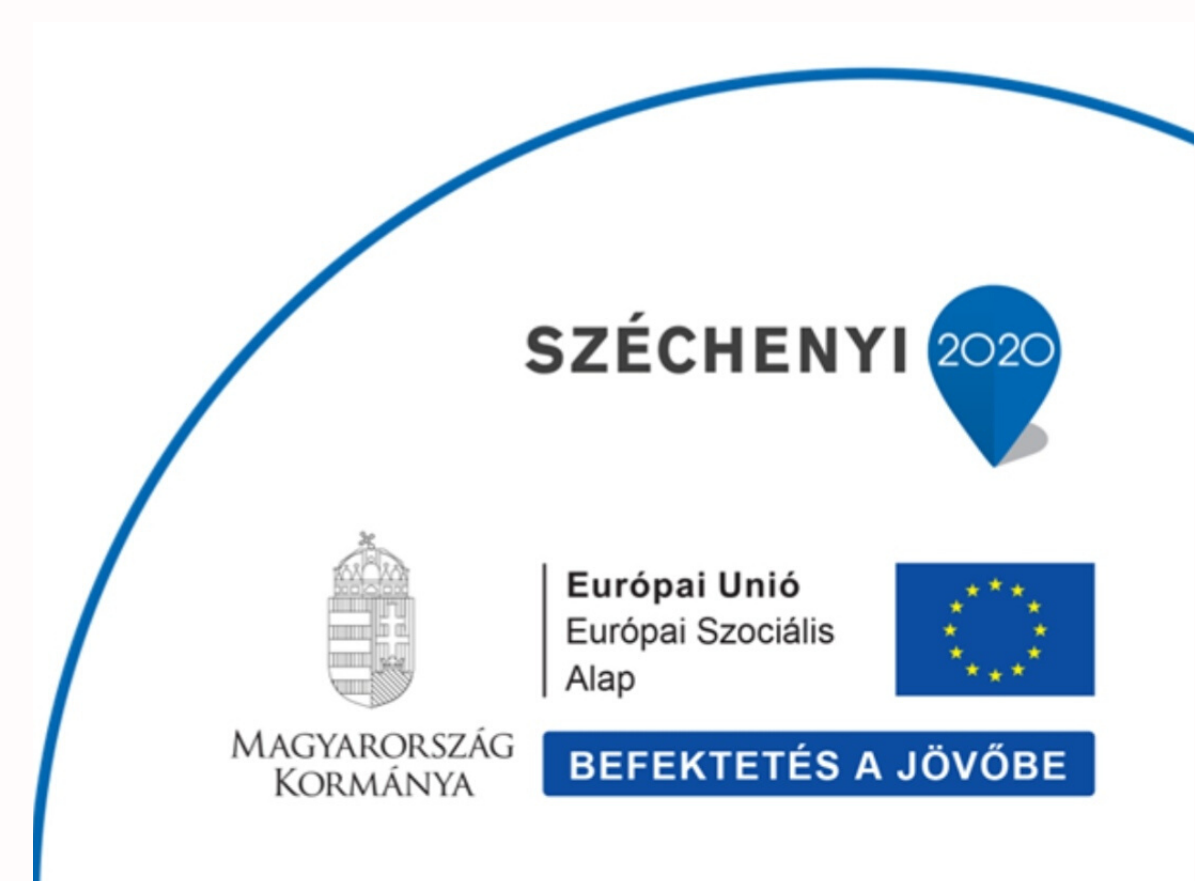 SZÉCHENYI 2020
Európai Unió
Európai Szociális
Alap
MAGYARORSZÁG
KORMÁNYA
BEFEKTETÉS A JÖVŐBE